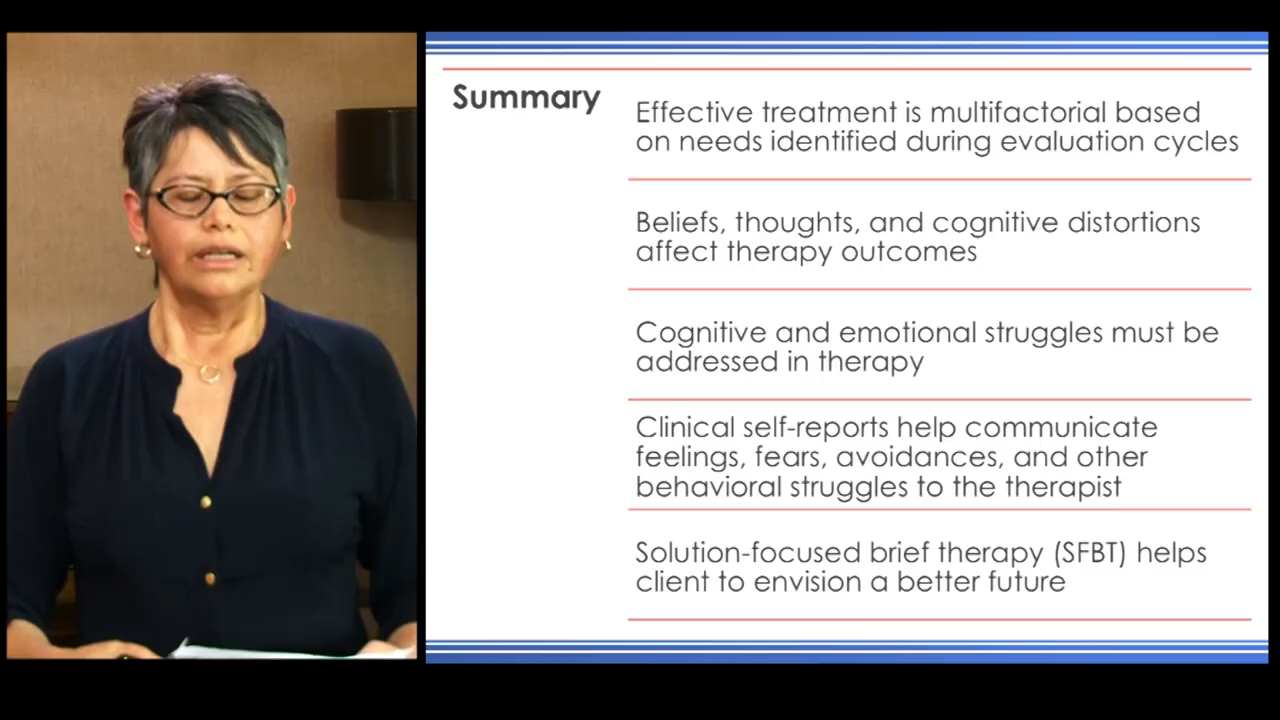 Summary
Effective treatment is multifactorial based
on needs identified during evaluation cycles
Beliefs, thoughts, and cognitive distortions
affect therapy outcomes
Cognitive and emotional struggles must be
addressed in therapy
Clinical self-reports help communicate
feelings, fears, avoidances, and other
behavioral struggles to the therapist
Solution-focused brief therapy (SFBT) helps
client to envision a better future